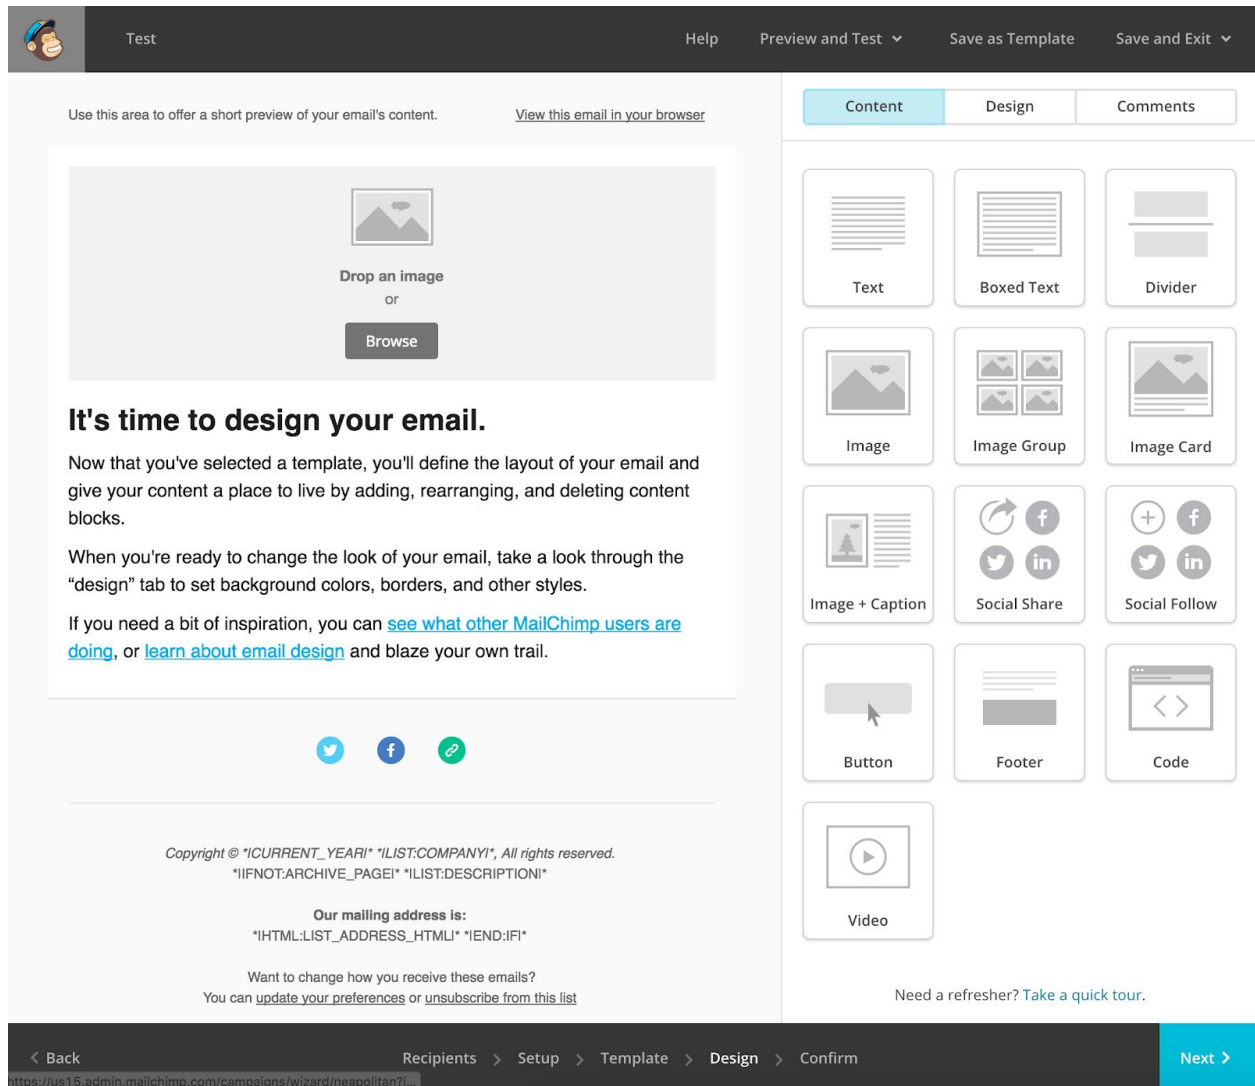 Test
Help
Preview and Test
Save as Template
Save and Exit
Use this area to offer a short preview of your email's content.
View this email in your browser
Drop an image
or
Browse
It's time to design your email.
Now that you've selected a template, you'll define the layout of your email and
give your content a place to live by adding, rearranging, and deleting content
blocks.
When you're ready to change the look of your email, take a look through the
“design” tab to set background colors, borders, and other styles.
If you need a bit of inspiration, you can see what other MailChimp users are
doing, or learn about email design and blaze your own trail.
Copyright © *|CURRENT_YEAR|* *|LIST:COMPANY|*, All rights reserved.
*|IFNOT:ARCHIVE_PAGE|* *|LIST:DESCRIPTION|*
Our mailing address is:
*|HTML:LIST_ADDRESS_HTML|* *|END:IF|*
Want to change how you receive these emails?
You can update your preferences or unsubscribe from this list
Content
Design
Comments
Text
Boxed Text
Divider
Image
Image Group
Image Card
Image + Caption
Social Share
Social Follow
Button
Footer
Code
Video
Need a refresher? Take a quick tour.
Back
Recipients
Setup
Template
Design
Confirm
Next
https://us15.admin.mailchimp.com/campaigns/wizard/neapolitan?i...